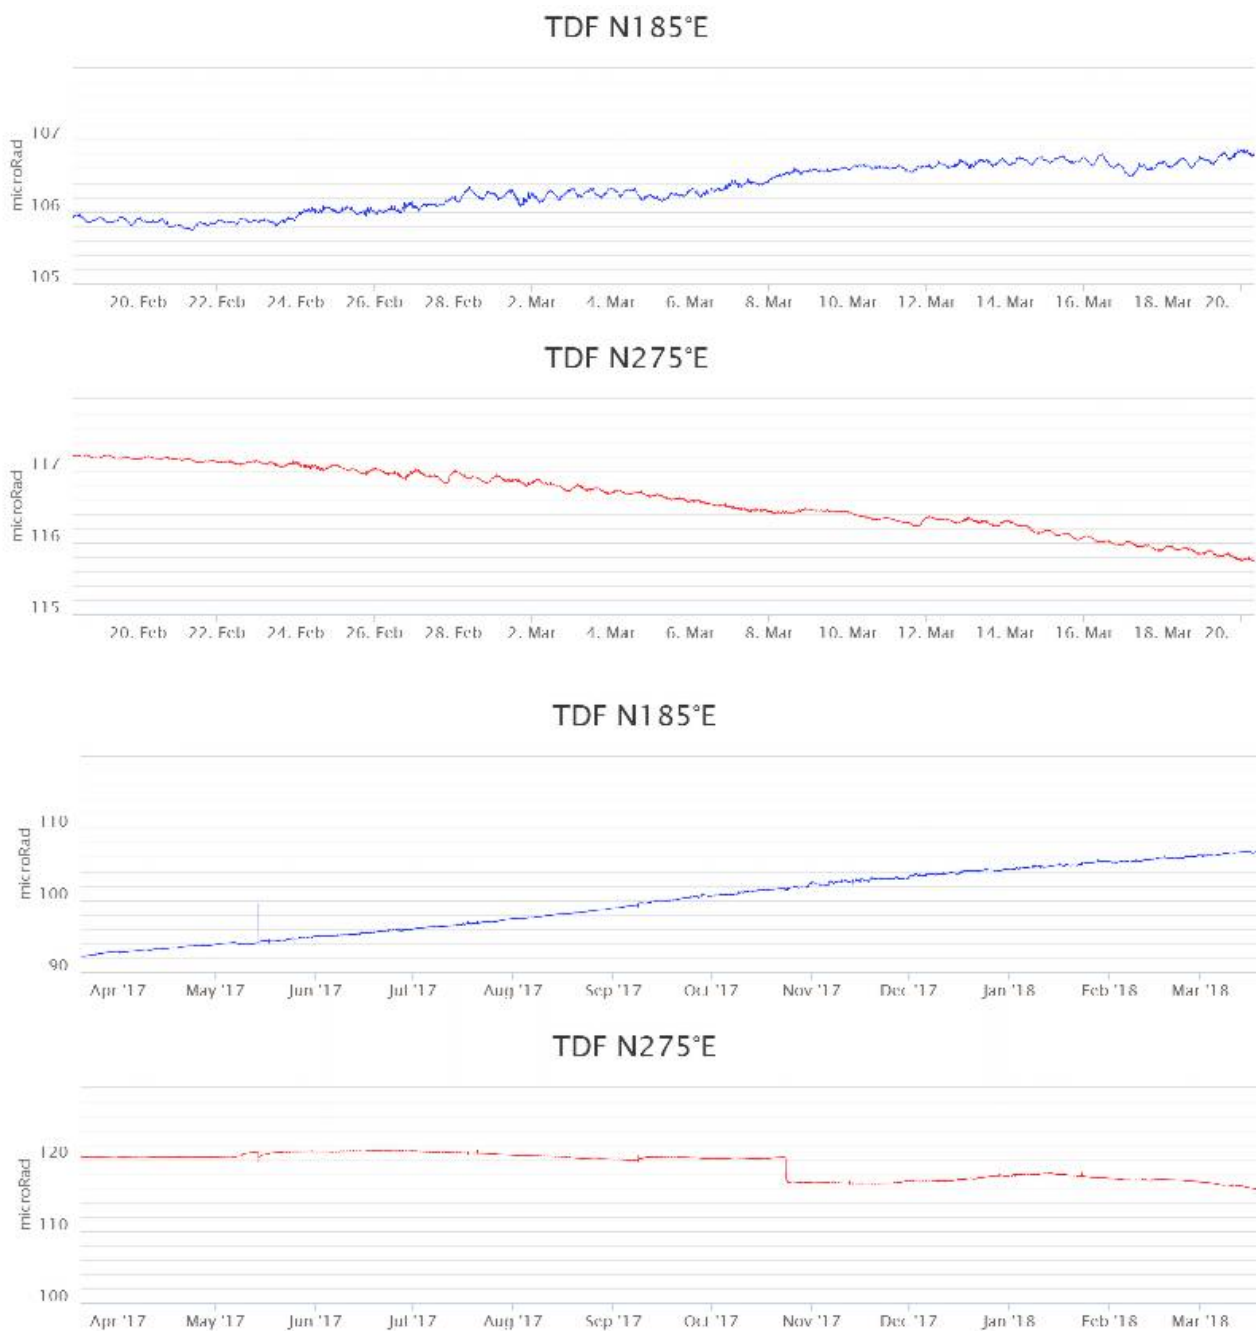 TDF N185°E
107
106
105
microRad
20. Feb 22. Feb 24. Feb 26. Feb 28. Feb 2. Mar 4. Mar 6. Mar 8. Mar 10. Mar 12. Mar 14. Mar 16. Mar 18. Mar 20.
TDF N275°E
117
116
115
microRad
20. Feb 22. Feb 24. Feb 26. Feb 28. Feb 2. Mar 4. Mar 6. Mar 8. Mar 10. Mar 12. Mar 14. Mar 16. Mar 18. Mar 20.
TDF N185°E
110
100
90
microRad
Apr '17 May '17 Jun '17 Jul '17 Aug '17 Sep '17 Oct '17 Nov '17 Dec '17 Jan '18 Feb '18 Mar '18
TDF N275°E
120
110
100
microRad
Apr '17 May '17 Jun '17 Jul '17 Aug '17 Sep '17 Oct '17 Nov '17 Dec '17 Jan '18 Feb '18 Mar '18